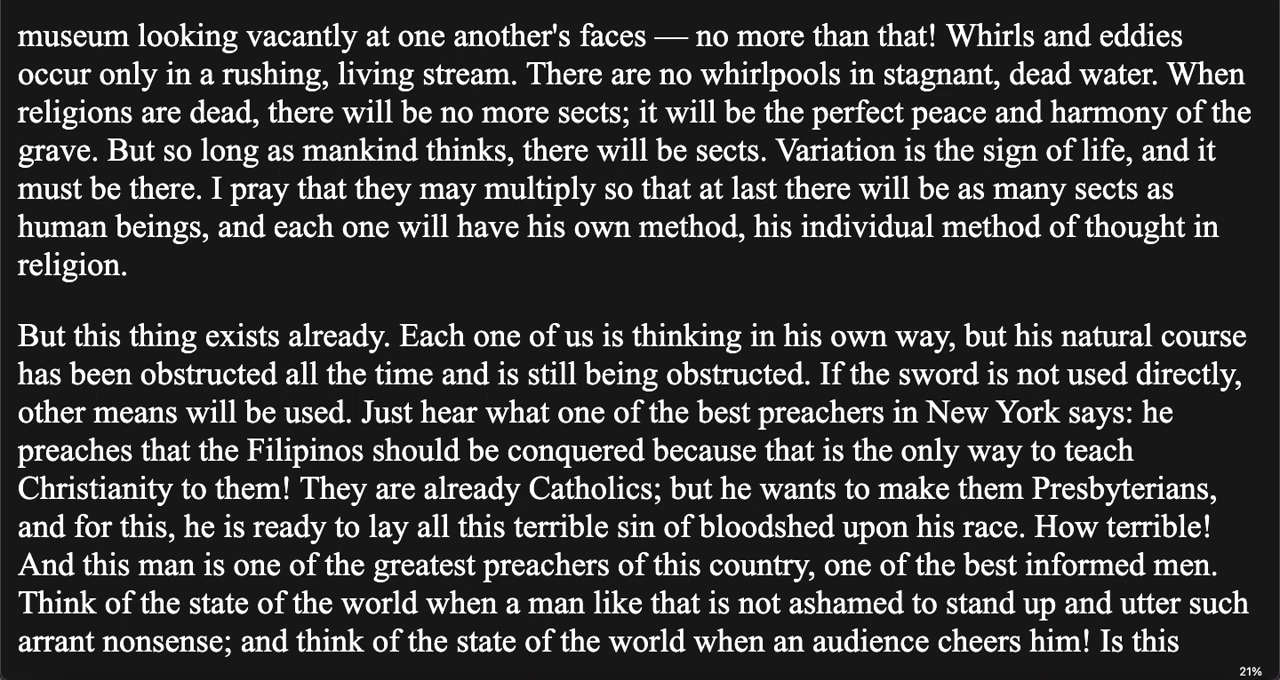 museum looking vacantly at one another's faces — no more than that! Whirls and eddies
occur only in a rushing, living stream. There are no whirlpools in stagnant, dead water. When
religions are dead, there will be no more sects; it will be the perfect peace and harmony of the
grave. But so long as mankind thinks, there will be sects. Variation is the sign of life, and it
must be there. I pray that they may multiply so that at last there will be as many sects as
human beings, and each one will have his own method, his individual method of thought in
religion.
But this thing exists already. Each one of us is thinking in his own way, but his natural course
has been obstructed all the time and is still being obstructed. If the sword is not used directly,
other means will be used. Just hear what one of the best preachers in New York says: he
preaches that the Filipinos should be conquered because that is the only way to teach
Christianity to them! They are already Catholics; but he wants to make them Presbyterians,
and for this, he is ready to lay all this terrible sin of bloodshed upon his race. How terrible!
And this man is one of the greatest preachers of this country, one of the best informed men.
Think of the state of the world when a man like that is not ashamed to stand up and utter such
arrant nonsense; and think of the state of the world when an audience cheers him! Is this
21%